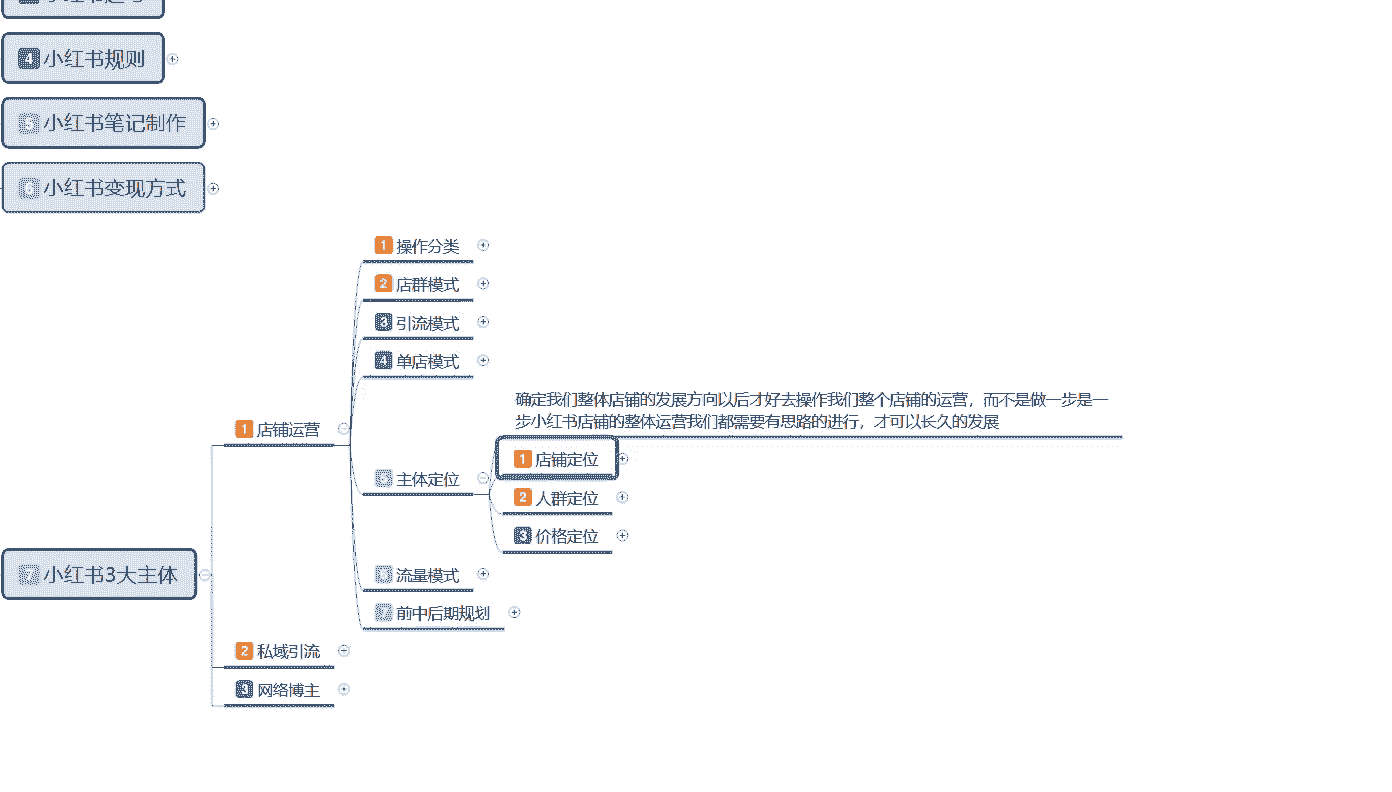 4 小红书规则
5 小红书笔记制作
6 小红书变现方式
7 小红书3大主体
1 店铺运营
1 操作分类
2 店群模式
3 引流模式
4 单店模式
5 主体定位
确定我们整体店铺的发展方向以后才好去操作我们整个店铺的运营，而不是做一步是一
步小红书店铺的整体运营我们都需要有思路的进行，才可以长久的发展
1 店铺定位
2 人群定位
3 价格定位
6 流量模式
7 前中后期规划
2 私域引流
3 网络博主